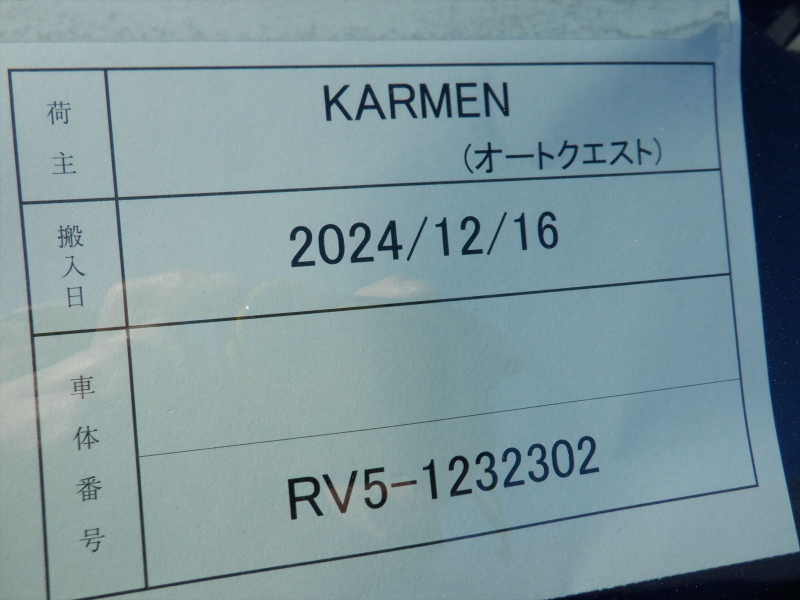 荷主
KARMEN
(オートクエスト)
搬入日
2024/12/16
車体番号
RV5-1232302